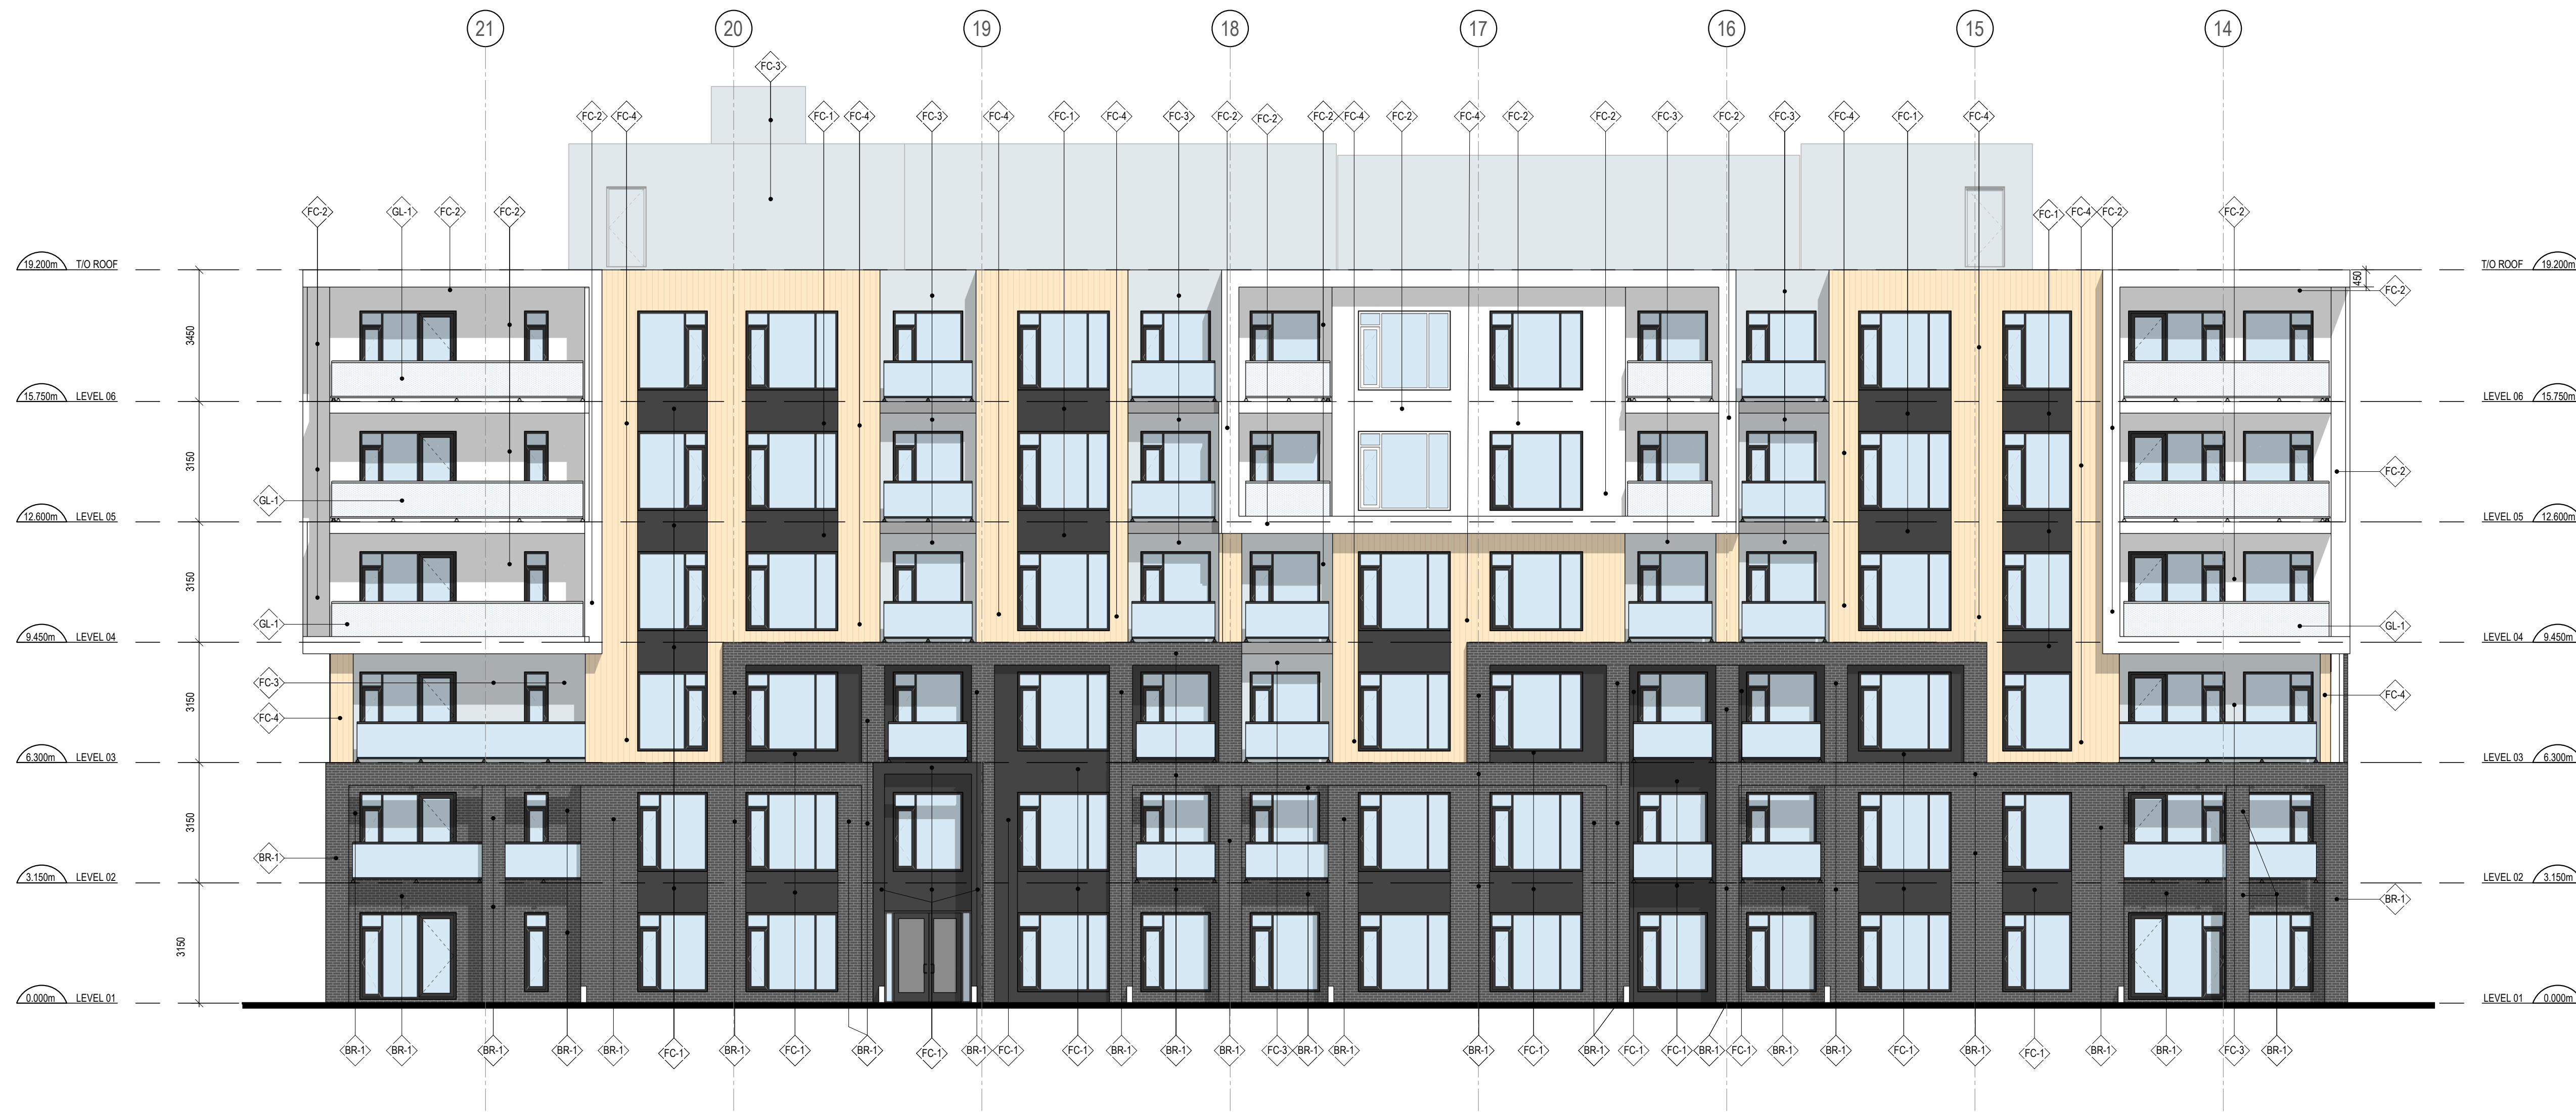 21 20 19 18 17 16 15 14
FC-3
FC-2 FC-4 FC-1 FC-4 FC-3 FC-4 FC-1 FC-4 FC-3 FC-2 FC-2 FC-2 FC-4 FC-2 FC-4 FC-2 FC-2 FC-3 FC-2 FC-3 FC-4 FC-1 FC-4
FC-2 GL-1 FC-2 FC-2 FC-1 FC-4 FC-2 FC-2
19.200m T/O ROOF T/O ROOF 19.200m
450
FC-2
3450
15.750m LEVEL 06 LEVEL 06 15.750m
3150
FC-2
GL-1
12.600m LEVEL 05 LEVEL 05 12.600m
3150
GL-1 GL-1
9.450m LEVEL 04 LEVEL 04 9.450m
3150
FC-3
FC-4
FC-4
6.300m LEVEL 03 LEVEL 03 6.300m
3150
BR-1
3.150m LEVEL 02 LEVEL 02 3.150m
BR-1
3150
0.000m LEVEL 01 LEVEL 01 0.000m
BR-1 BR-1 BR-1 BR-1 BR-1 FC-1 BR-1 FC-1 BR-1 FC-1 BR-1 FC-1 FC-1 BR-1 BR-1 BR-1 FC-3 BR-1 BR-1 BR-1 FC-1 BR-1 FC-1 FC-1 BR-1 FC-1 BR-1 BR-1 FC-1 BR-1 FC-1 BR-1 BR-1 FC-3 BR-1